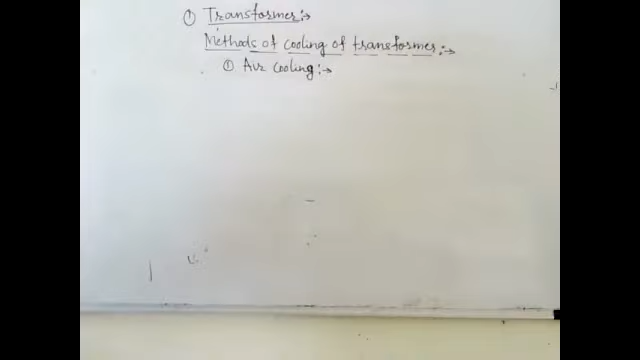 ① Transformer:→
Methods of cooling of transformer:→
① Air cooling:→